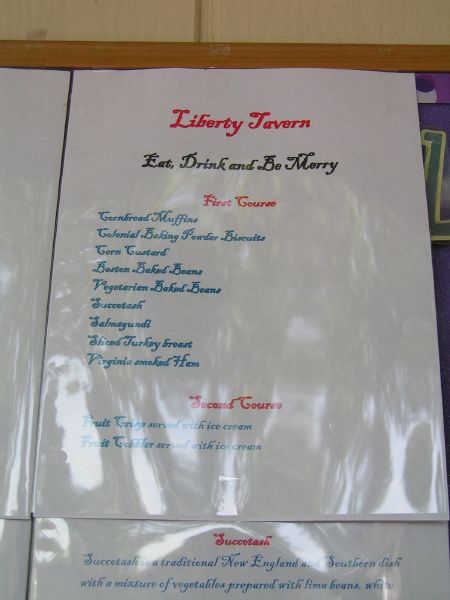 Liberty Tavern
Eat, Drink and Be Merry
First Course
Cornbread Muffins
Colonial Baking Powder Biscuits
Corn Custard
Boston Baked Beans
Vegetarian Baked Beans
Succotash
Salmagundi
Sliced Turkey breast
Virginia smoked Ham
Second Course
Fruit Crisp served with ice cream
Fruit Cobbler served with ice cream
Succotash
Succotash is a traditional New England and Southern dish
with a mixture of vegetables prepared with lima beans, white